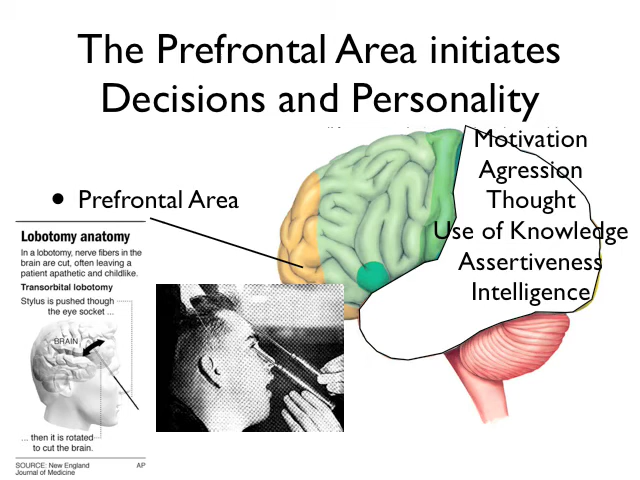 The Prefrontal Area initiates
Decisions and Personality
Motivation
Agression
Thought
Use of Knowledge
Assertiveness
Intelligence
• Prefrontal Area
Lobotomy anatomy
In a lobotomy, nerve fibers in the
brain are cut, often leaving a
patient apathetic and childlike.
Transorbital lobotomy
Stylus is pushed though
the eye socket ...
BRAIN
... then it is rotated
to cut the brain.
SOURCE: New England
Journal of Medicine
AP